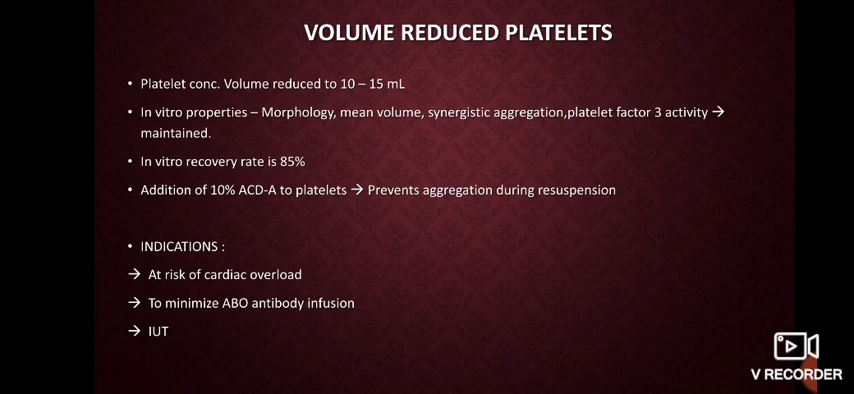 VOLUME REDUCED PLATELETS
• Platelet conc. Volume reduced to 10 – 15 mL
• In vitro properties – Morphology, mean volume, synergistic aggregation,platelet factor 3 activity →
maintained.
• In vitro recovery rate is 85%
• Addition of 10% ACD-A to platelets → Prevents aggregation during resuspension
• INDICATIONS :
→ At risk of cardiac overload
→ To minimize ABO antibody infusion
→ IUT
V RECORDER